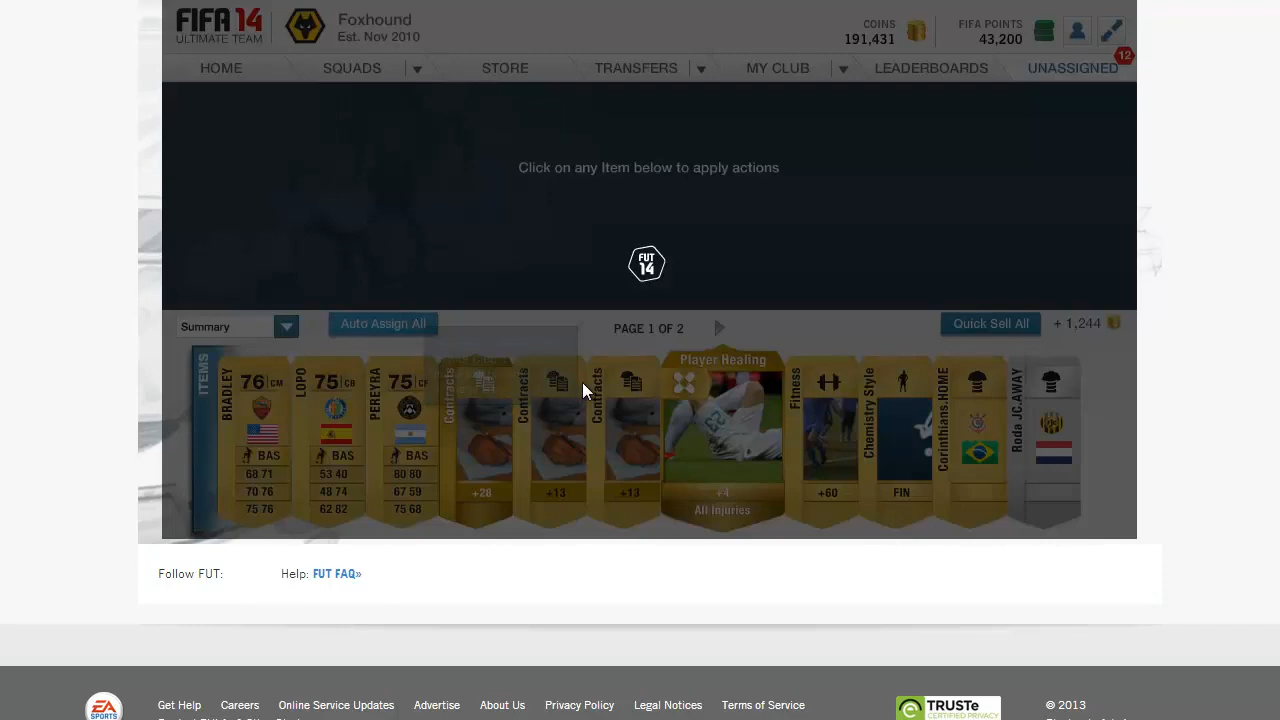 FIFA 14
ULTIMATE TEAM
Foxhound
Est. Nov 2010
COINS
191,431
FIFA POINTS
43,200
HOME
SQUADS
STORE
TRANSFERS
MY CLUB
LEADERBOARDS
UNASSIGNED
12
Click on any Item below to apply actions
FUT
14
Summary
Auto Assign All
PAGE 1 OF 2
Quick Sell All
+ 1,244
ITEMS
BRADLEY
76 CM
BAS
68 71
70 76
75 76
LOPO
75 CB
BAS
53 40
48 74
62 82
PEREYRA
75 CF
BAS
80 80
67 59
75 68
Contracts
+28
Contracts
+13
Contracts
+13
Player Healing
+4
All Injuries
Fitness
+60
Chemistry Style
FIN
Corinthians.HOME
Roda JC.AWAY
Follow FUT:
Help: FUT FAQ»
EA
SPORTS
Get Help
Careers
Online Service Updates
Advertise
About Us
Privacy Policy
Legal Notices
Terms of Service
TRUSTe
CERTIFIED PRIVACY
© 2013